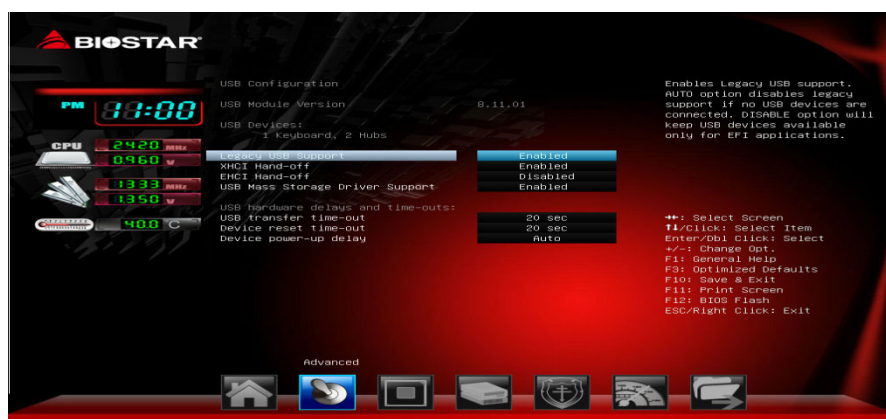 BIOSTAR
USB Configuration
USB Module Version 8.11.01
USB Devices:
1 Keyboard, 2 Hubs
Legacy USB Support Enabled
XHCI Hand-off Enabled
EHCI Hand-off Disabled
USB Mass Storage Driver Support Enabled
USB hardware delays and time-outs:
USB transfer time-out 20 sec
Device reset time-out 20 sec
Device power-up delay Auto
PM 11:00
CPU 2420 MHz
0.960 V
1333 MHz
1.350 V
40.0 C
Enables Legacy USB support.
AUTO option disables legacy
support if no USB devices are
connected. DISABLE option will
keep USB devices available
only for EFI applications.
→←: Select Screen
↑↓/Click: Select Item
Enter/Dbl Click: Select
+/-: Change Opt.
F1: General Help
F3: Optimized Defaults
F10: Save & Exit
F11: Print Screen
F12: BIOS Flash
ESC/Right Click: Exit
Advanced